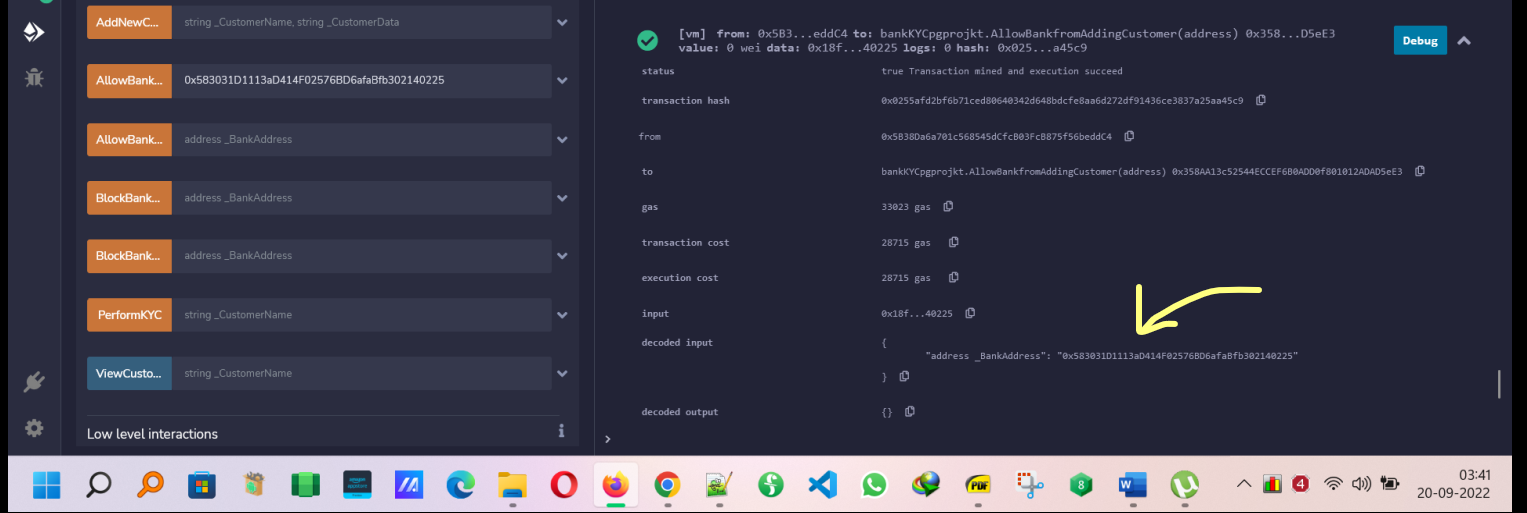 AddNewC... string _CustomerName, string _CustomerData
AllowBank... 0x583031D1113aD414F02576BD6afaBfb302140225
AllowBank... address _BankAddress
BlockBank... address _BankAddress
BlockBank... address _BankAddress
PerformKYC string _CustomerName
ViewCusto... string _CustomerName
Low level interactions
[vm] from: 0x5B3...eddC4 to: bankKYCpgprojkt.AllowBankfromAddingCustomer(address) 0x358...D5eE3
value: 0 wei data: 0x18f...40225 logs: 0 hash: 0x025...a45c9
Debug
status true Transaction mined and execution succeed
transaction hash 0x0255afd2bf6b71ced80640342d648bdcfe8aa6d272df91436ce3837a25aa45c9
from 0x5B38Da6a701c568545dCfcB03FcB875f56beddC4
to bankKYCpgprojkt.AllowBankfromAddingCustomer(address) 0x358AA13c52544ECCEF6B0ADD0f801012ADAD5eE3
gas 33023 gas
transaction cost 28715 gas
execution cost 28715 gas
input 0x18f...40225
decoded input {
"address _BankAddress": "0x583031D1113aD414F02576BD6afaBfb302140225"
}
decoded output {}
>
PDF
8
W
4
03:41
20-09-2022